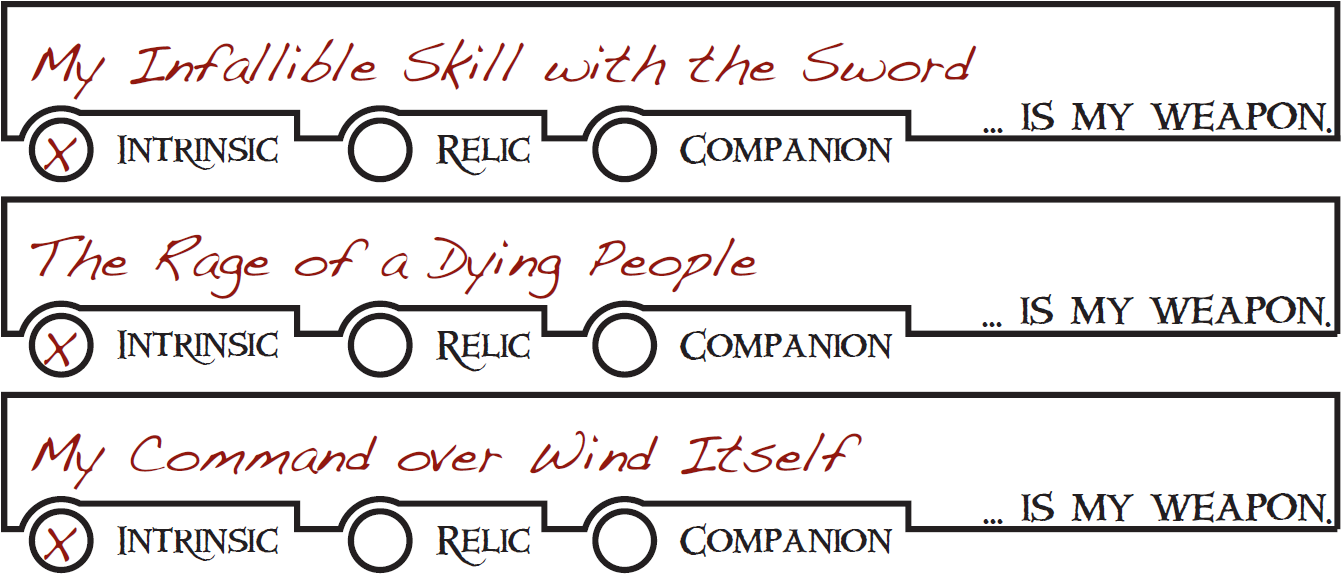 My Infallible Skill with the Sword
... IS MY WEAPON.
X INTRINSIC RELIC COMPANION
The Rage of a Dying People
... IS MY WEAPON.
X INTRINSIC RELIC COMPANION
My Command over Wind Itself
... IS MY WEAPON.
X INTRINSIC RELIC COMPANION